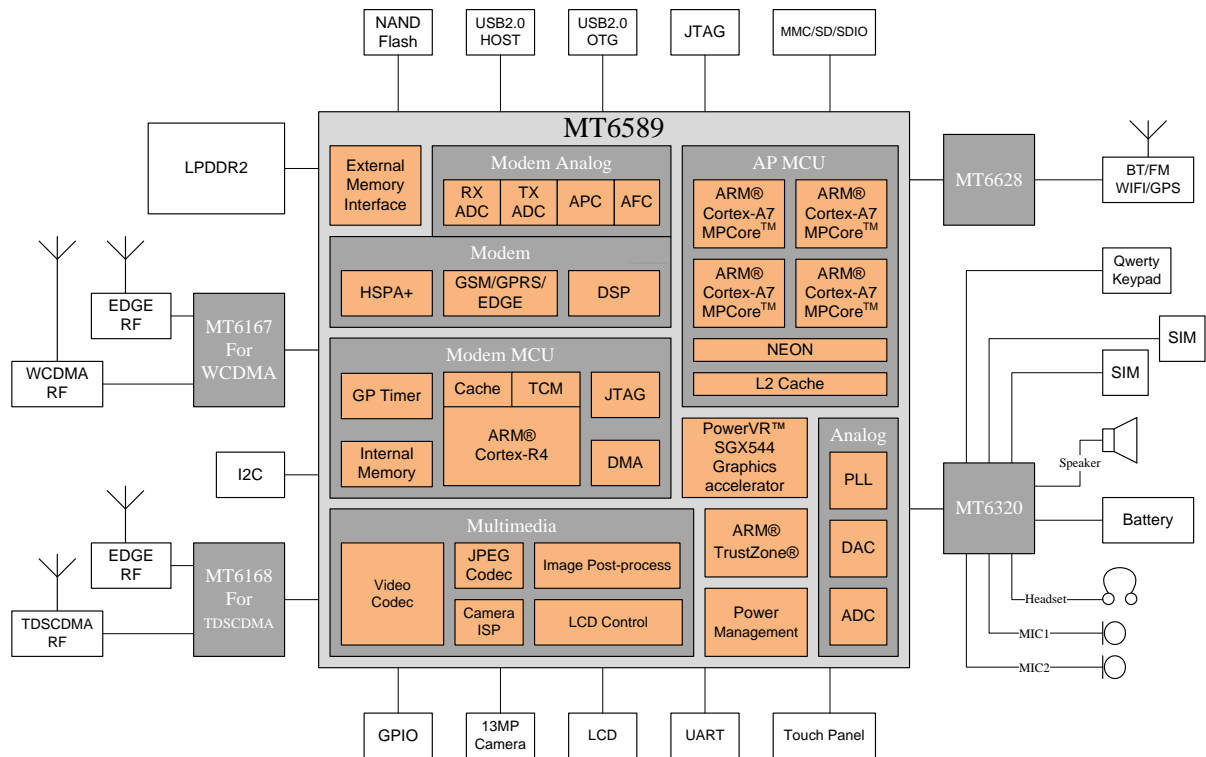 NAND
Flash
USB2.0
HOST
USB2.0
OTG
JTAG
MMC/SD/SDIO
MT6589
LPDDR2
External
Memory
Interface
Modem Analog
RX
ADC
TX
ADC
APC
AFC
Modem
HSPA+
GSM/GPRS/
EDGE
DSP
AP MCU
ARM®
Cortex-A7
MPCore™
ARM®
Cortex-A7
MPCore™
ARM®
Cortex-A7
MPCore™
ARM®
Cortex-A7
MPCore™
NEON
L2 Cache
MT6628
BT/FM
WIFI/GPS
EDGE
RF
WCDMA
RF
MT6167
For
WCDMA
Modem MCU
GP Timer
Cache
TCM
JTAG
ARM®
Cortex-R4
Internal
Memory
DMA
I2C
PowerVR™
SGX544
Graphics
accelerator
Analog
PLL
DAC
ADC
Qwerty
Keypad
SIM
SIM
Speaker
MT6320
Battery
Headset
MIC1
MIC2
EDGE
RF
TDSCDMA
RF
MT6168
For
TDSCDMA
Multimedia
Video
Codec
JPEG
Codec
Image Post-process
Camera
ISP
LCD Control
ARM®
TrustZone®
Power
Management
GPIO
13MP
Camera
LCD
UART
Touch Panel